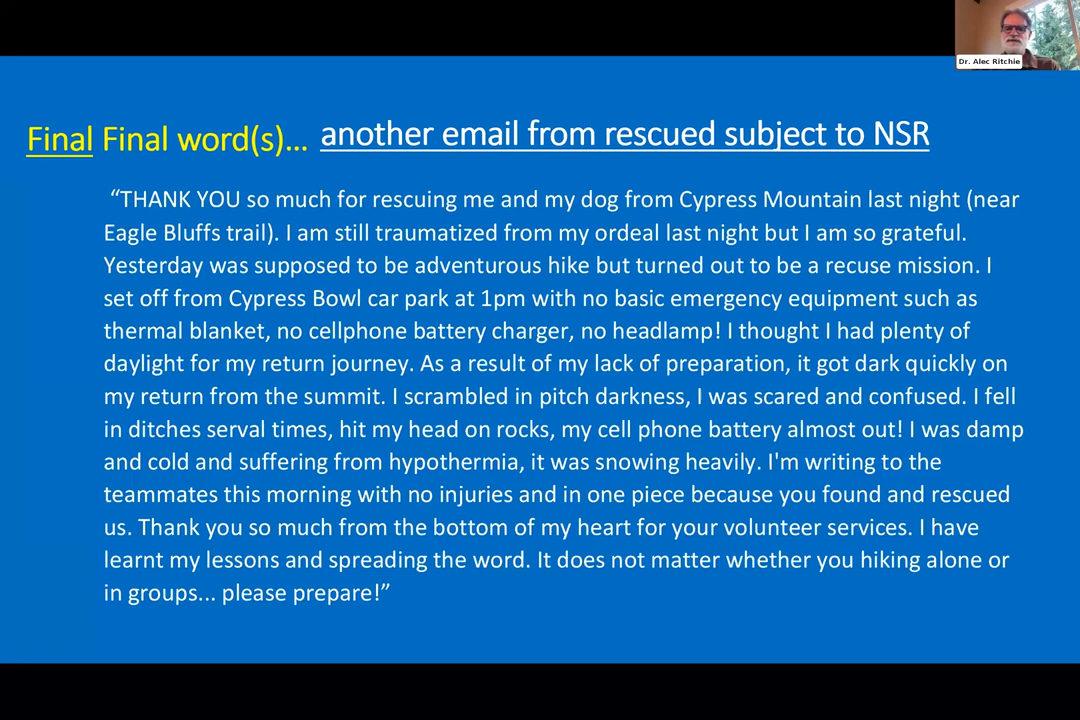 Dr. Alec Ritchie
Final Final word(s)... another email from rescued subject to NSR
“THANK YOU so much for rescuing me and my dog from Cypress Mountain last night (near
Eagle Bluffs trail). I am still traumatized from my ordeal last night but I am so grateful.
Yesterday was supposed to be adventurous hike but turned out to be a recuse mission. I
set off from Cypress Bowl car park at 1pm with no basic emergency equipment such as
thermal blanket, no cellphone battery charger, no headlamp! I thought I had plenty of
daylight for my return journey. As a result of my lack of preparation, it got dark quickly on
my return from the summit. I scrambled in pitch darkness, I was scared and confused. I fell
in ditches serval times, hit my head on rocks, my cell phone battery almost out! I was damp
and cold and suffering from hypothermia, it was snowing heavily. I'm writing to the
teammates this morning with no injuries and in one piece because you found and rescued
us. Thank you so much from the bottom of my heart for your volunteer services. I have
learnt my lessons and spreading the word. It does not matter whether you hiking alone or
in groups... please prepare!”